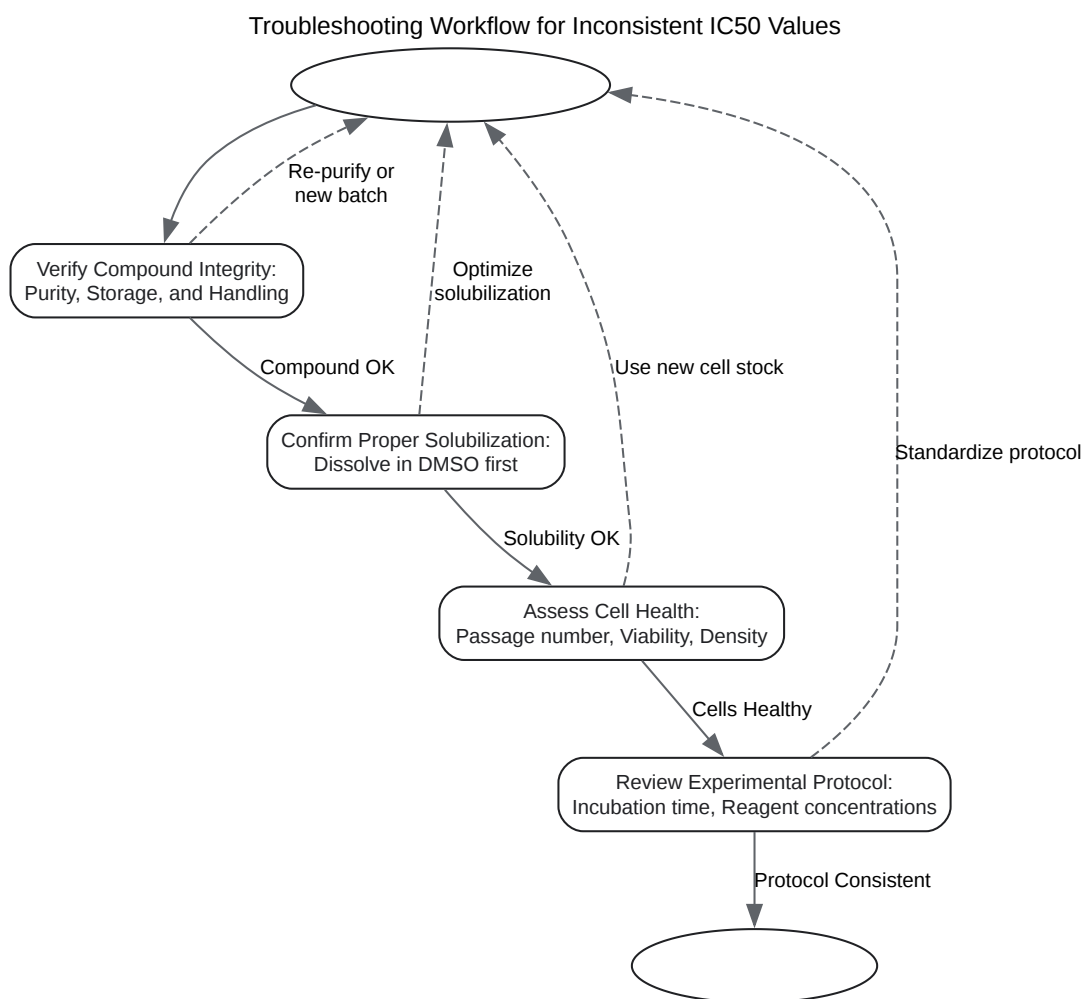 Troubleshooting Workflow for Inconsistent IC50 Values
Re-purify or
new batch
Verify Compound Integrity:
Purity, Storage, and Handling
Optimize
solubilization
Compound OK
Use new cell stock
Confirm Proper Solubilization:
Dissolve in DMSO first
Standardize protocol
Solubility OK
Assess Cell Health:
Passage number, Viability, Density
Cells Healthy
Review Experimental Protocol:
Incubation time, Reagent concentrations
Protocol Consistent